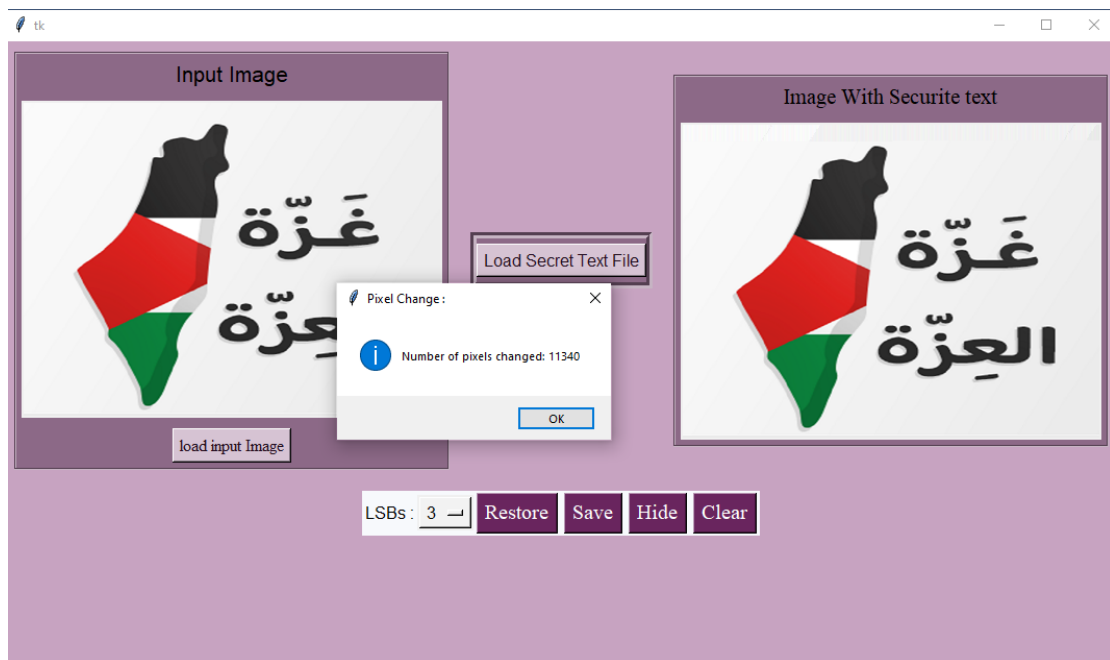 tk
Input Image
غَـزّة
load input Image
Load Secret Text File
Pixel Change :
Number of pixels changed: 11340
OK
Image With Securite text
غَـزّة
العِزّة
LSBs : 3 Restore Save Hide Clear